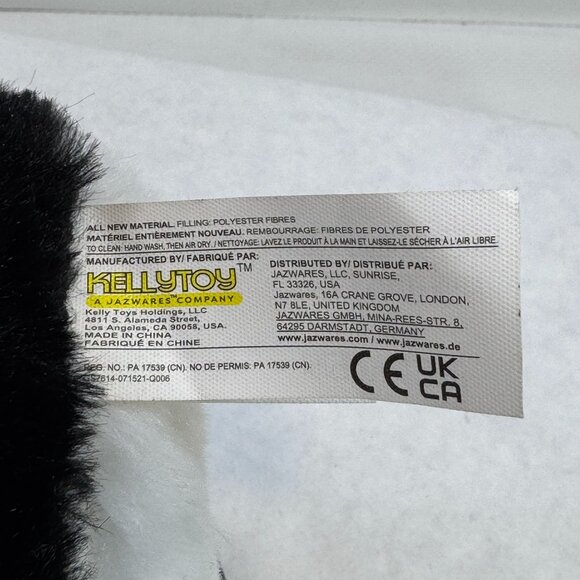 ALL NEW MATERIAL. FILLING: POLYESTER FIBRES
MATÉRIEL ENTIÈREMENT NOUVEAU. REMBOURRAGE: FIBRES DE POLYESTER
TO CLEAN: HAND WASH, THEN AIR DRY. / NETTOYAGE: LAVEZ LE PRODUIT À LA MAIN ET LAISSEZ-LE SÉCHER À L'AIR LIBRE
MANUFACTURED BY/ FABRIQUÉ PAR:
KELLYTOY™
A JAZWARES™ COMPANY
Kelly Toys Holdings, LLC
4811 S. Alameda Street,
Los Angeles, CA 90058, USA.
MADE IN CHINA
FABRIQUÉ EN CHINE
DISTRIBUTED BY/ DISTRIBUÉ PAR:
JAZWARES, LLC, SUNRISE,
FL 33326, USA
Jazwares, 16A CRANE GROVE, LONDON,
N7 8LE, UNITED KINGDOM
JAZWARES GMBH, MINA-REES-STR. 8,
64295 DARMSTADT, GERMANY
www.jazwares.com / www.jazwares.de
REG. NO.: PA 17539 (CN). NO DE PERMIS: PA 17539 (CN).
GS7614-071521-Q006
CE UK
CA